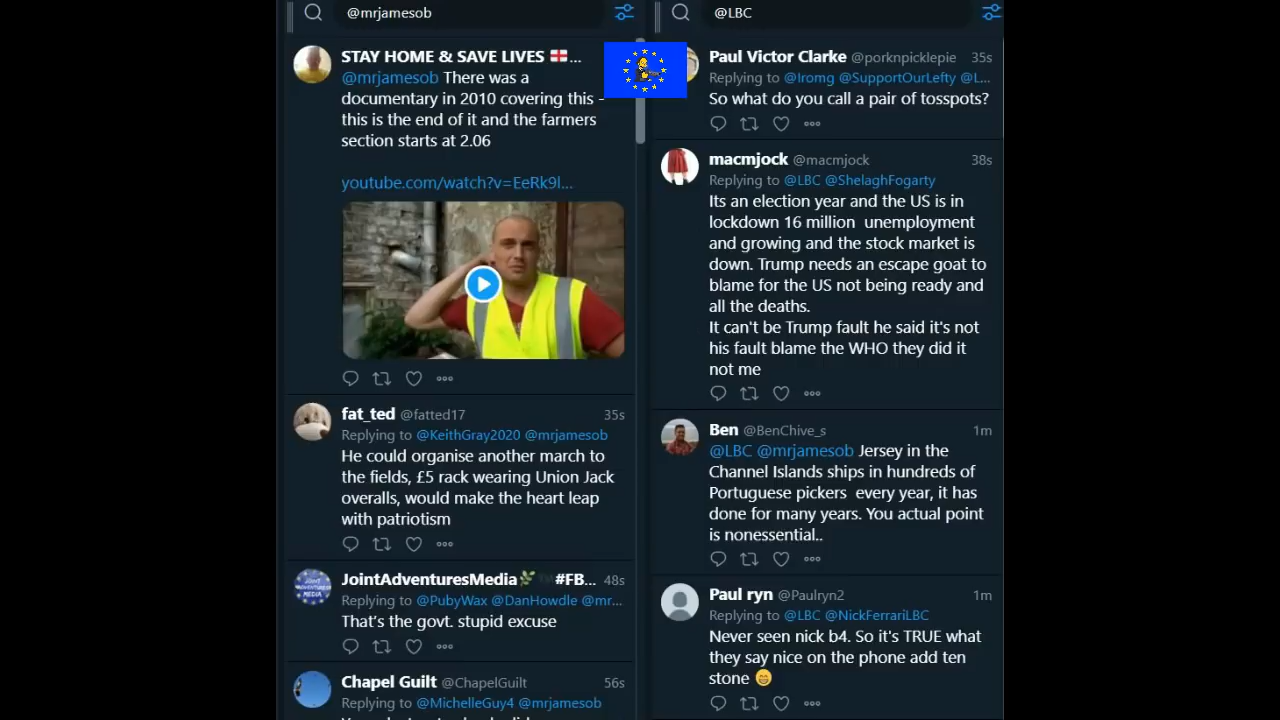 @mrjamesob
STAY HOME & SAVE LIVES 🏴󠁧󠁢󠁥󠁮󠁧󠁿...
@mrjamesob There was a
documentary in 2010 covering this -
this is the end of it and the farmers
section starts at 2.06
youtube.com/watch?v=EeRk9l...
fat_ted @fatted17 35s
Replying to @KeithGray2020 @mrjamesob
He could organise another march to
the fields, £5 rack wearing Union Jack
overalls, would make the heart leap
with patriotism
JointAdventuresMedia🌿 #FB... 48s
Replying to @PubyWax @DanHowdle @mr...
That's the govt. stupid excuse
Chapel Guilt @ChapelGuilt 56s
Replying to @MichelleGuy4 @mrjamesob
@LBC
Paul Victor Clarke @porknpicklepie 35s
Replying to @Iromg @SupportOurLefty @L...
So what do you call a pair of tosspots?
macmjock @macmjock 38s
Replying to @LBC @ShelaghFogarty
Its an election year and the US is in
lockdown 16 million unemployment
and growing and the stock market is
down. Trump needs an escape goat to
blame for the US not being ready and
all the deaths.
It can't be Trump fault he said it's not
his fault blame the WHO they did it
not me
Ben @BenChive_s 1m
@LBC @mrjamesob Jersey in the
Channel Islands ships in hundreds of
Portuguese pickers every year, it has
done for many years. You actual point
is nonessential..
Paul ryn @Paulryn2 1m
Replying to @LBC @NickFerrariLBC
Never seen nick b4. So it's TRUE what
they say nice on the phone add ten
stone 😁